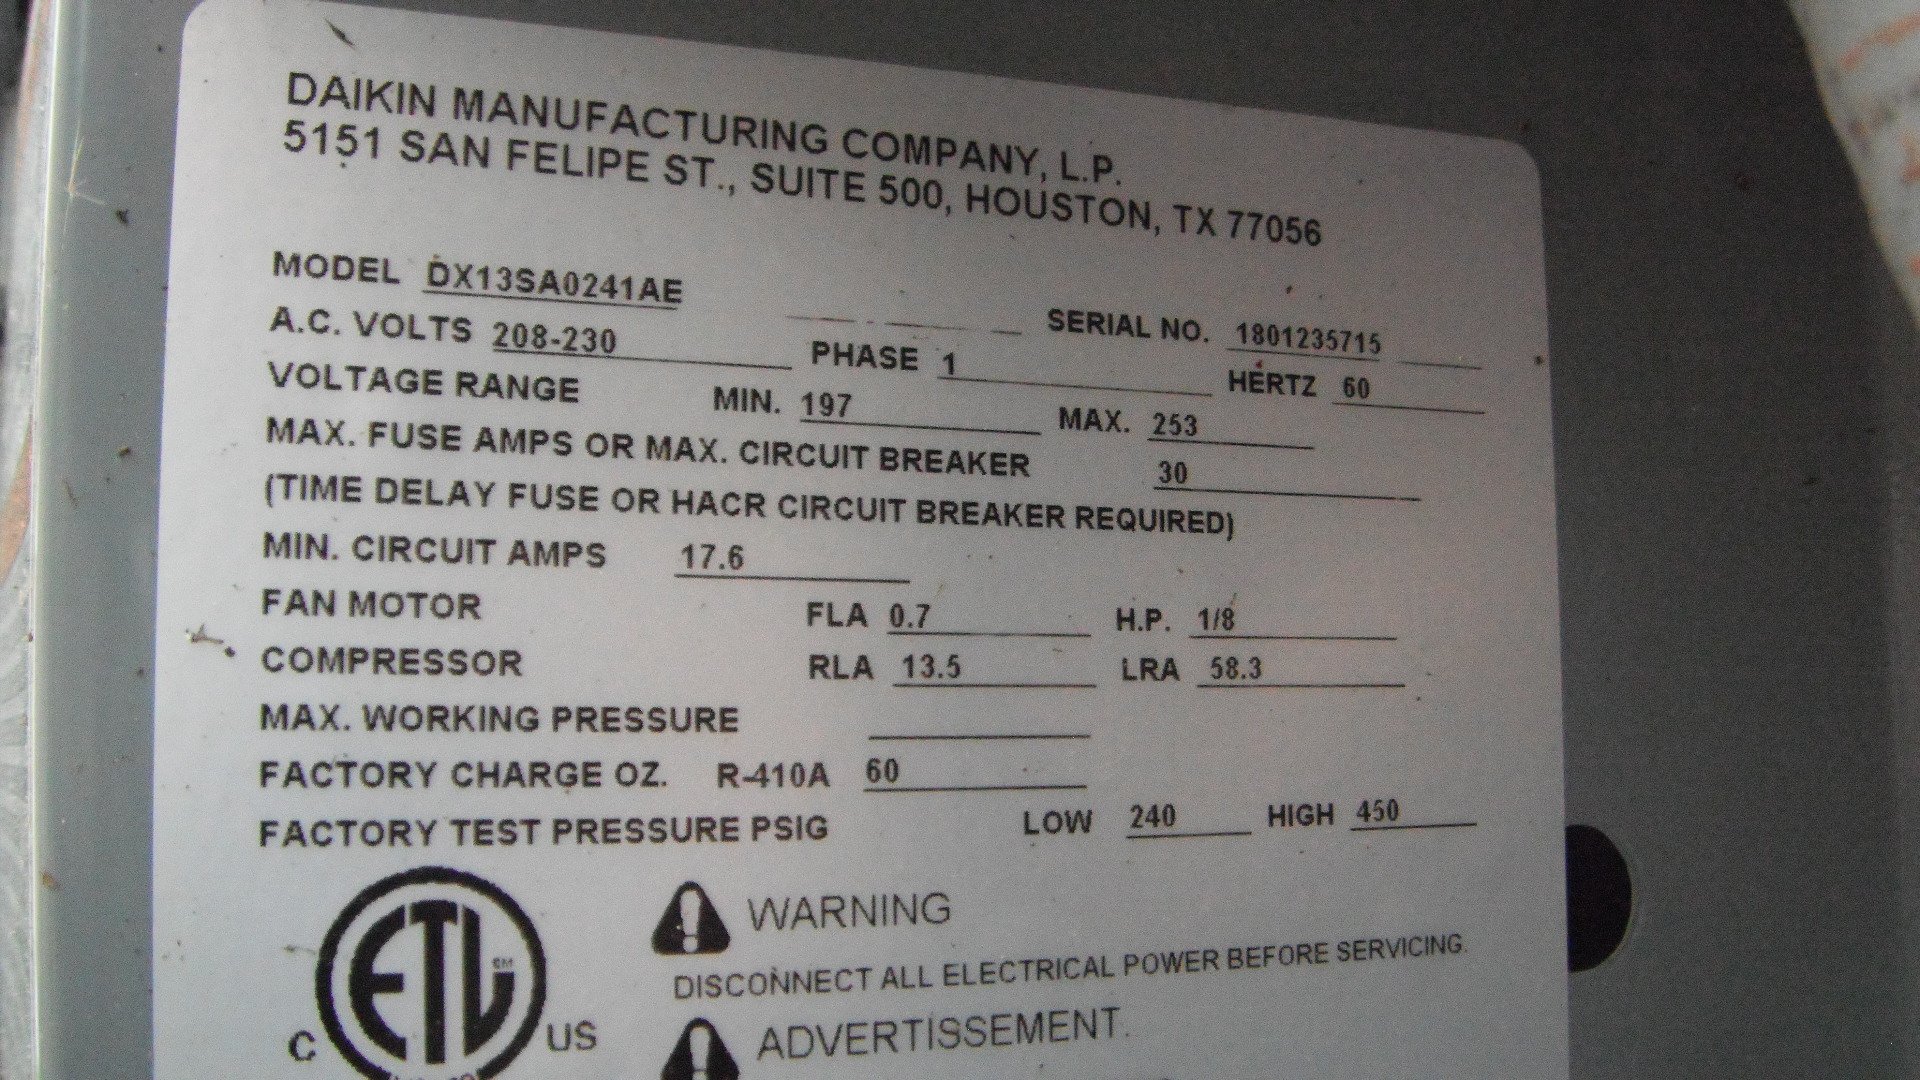 DAIKIN MANUFACTURING COMPANY, L.P.
5151 SAN FELIPE ST., SUITE 500, HOUSTON, TX 77056
MODEL DX13SA0241AE SERIAL NO. 1801235715
A.C. VOLTS 208-230 PHASE 1 HERTZ 60
VOLTAGE RANGE MIN. 197 MAX. 253
MAX. FUSE AMPS OR MAX. CIRCUIT BREAKER 30
(TIME DELAY FUSE OR HACR CIRCUIT BREAKER REQUIRED)
MIN. CIRCUIT AMPS 17.6
FAN MOTOR FLA 0.7 H.P. 1/8
COMPRESSOR RLA 13.5 LRA 58.3
MAX. WORKING PRESSURE
FACTORY CHARGE OZ. R-410A 60
FACTORY TEST PRESSURE PSIG LOW 240 HIGH 450
C ETL SM US
WARNING
DISCONNECT ALL ELECTRICAL POWER BEFORE SERVICING.
ADVERTISSEMENT.